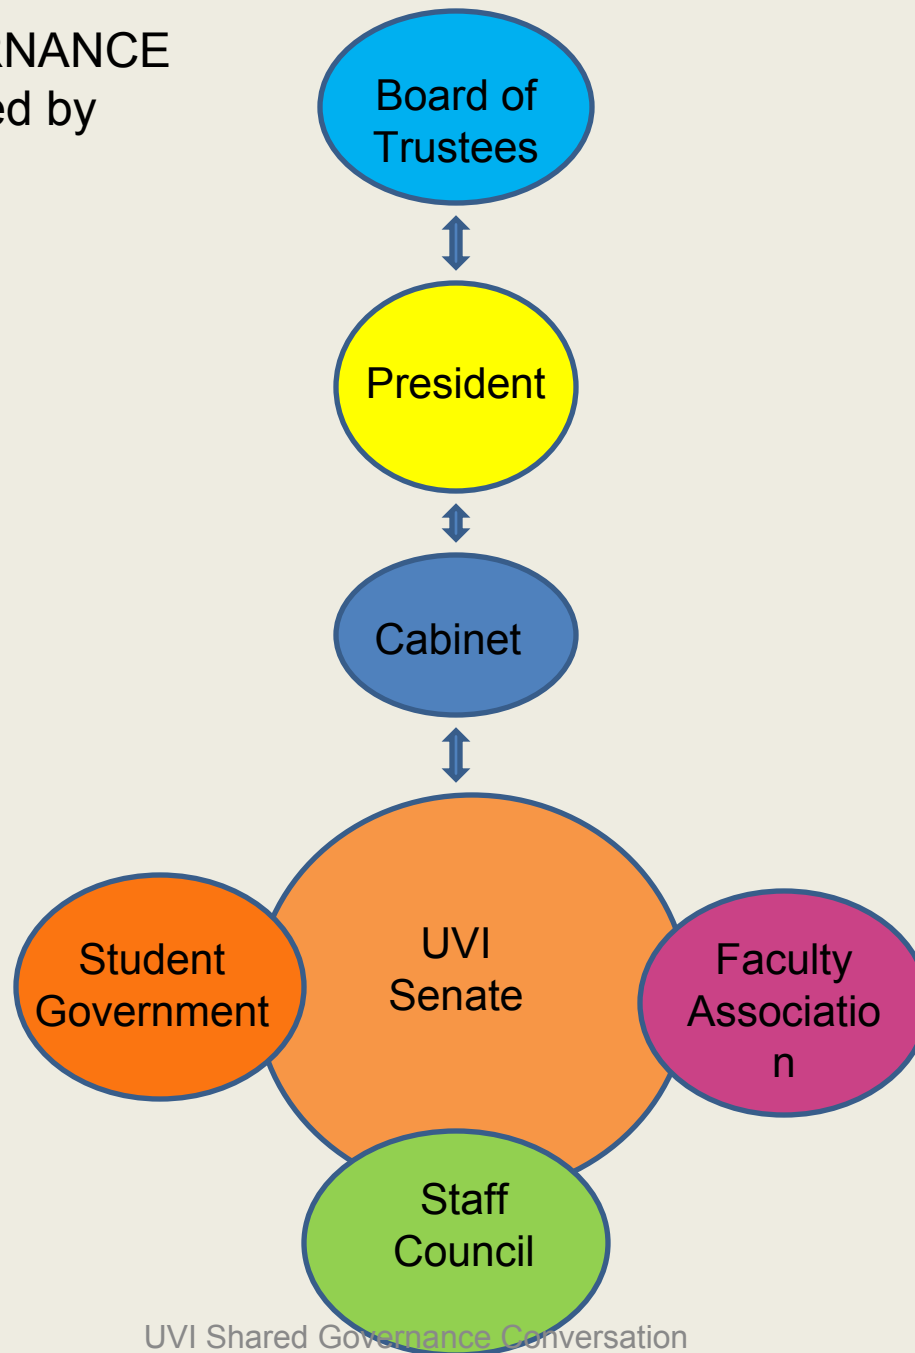 RNANCE
ed by
Board of
Trustees
President
Cabinet
UVI
Senate
Student
Government
Faculty
Associatio
n
Staff
Council
UVI Shared Governance Conversation